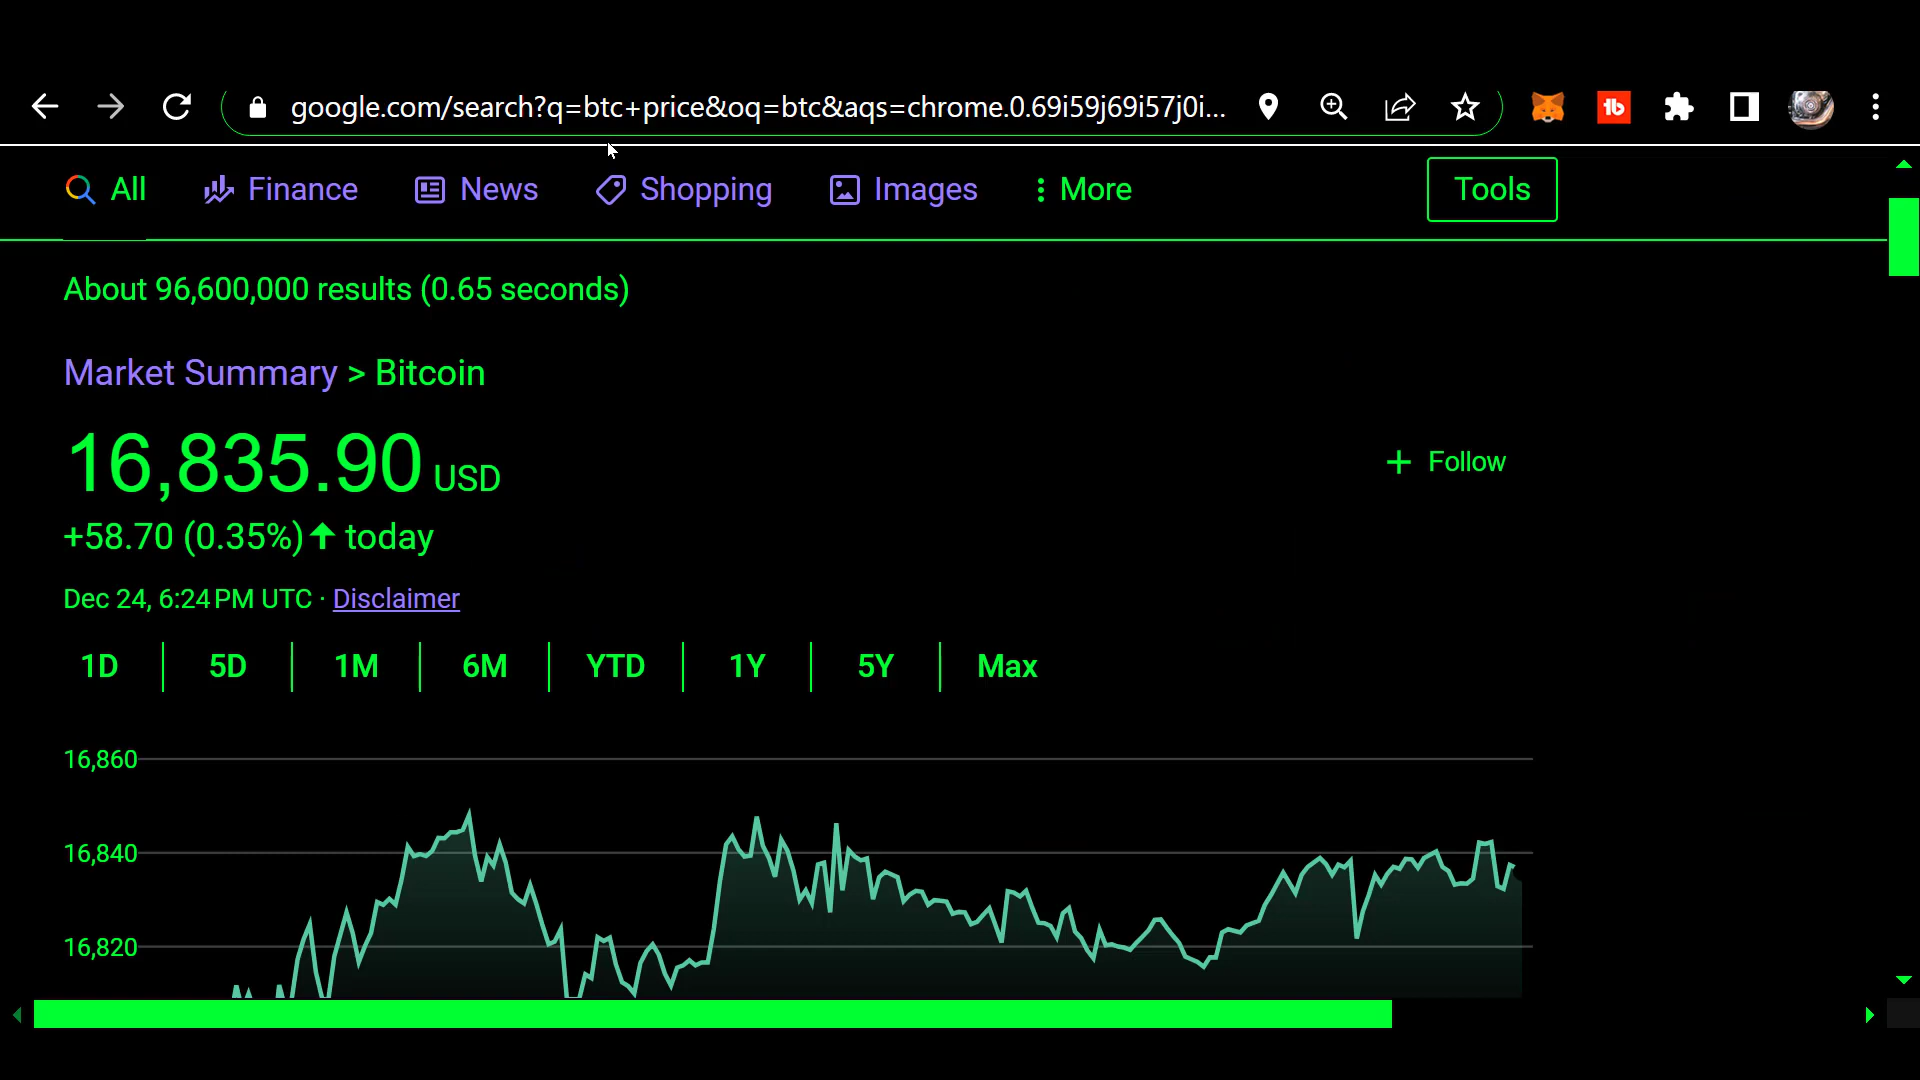 google.com/search?q=btc+price&oq=btc&aqs=chrome.0.69i59j69i57j0i...
tb
All Finance News Shopping Images More Tools
About 96,600,000 results (0.65 seconds)
Market Summary > Bitcoin
16,835.90 USD
+ Follow
+58.70 (0.35%) today
Dec 24, 6:24 PM UTC · Disclaimer
1D 5D 1M 6M YTD 1Y 5Y Max
16,860
16,840
16,820